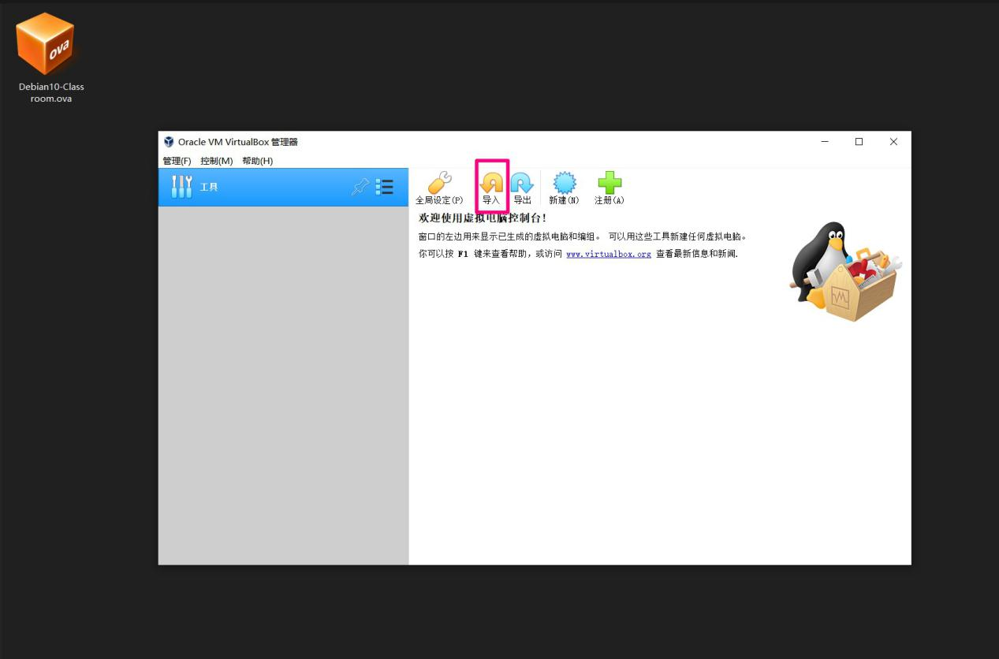 ova
Debian10-Class
room.ova
Oracle VM VirtualBox 管理器
管理(F) 控制(M) 帮助(H)
工具
全局设定(P) 导入 导出 新建(N) 注册(A)
欢迎使用虚拟电脑控制台!
窗口的左边用来显示已生成的虚拟电脑和编组。 可以用这些工具新建任何虚拟电脑。
你可以按 F1 键来查看帮助，或访问 www.virtualbox.org 查看最新信息和新闻.